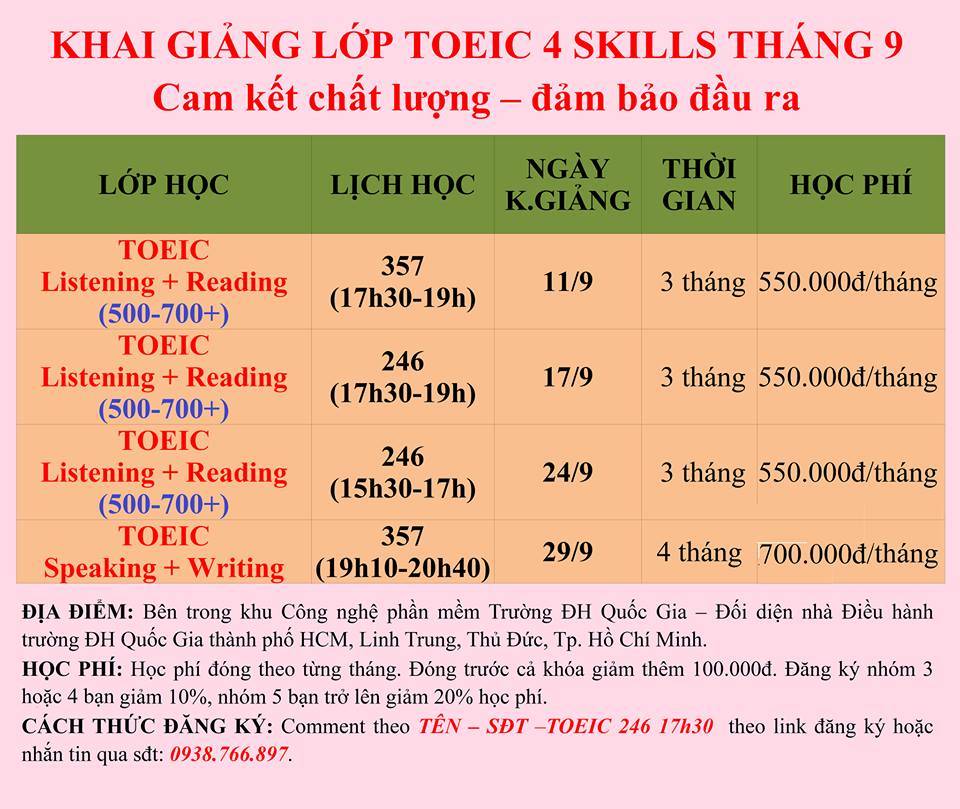 KHAI GIẢNG LỚP TOEIC 4 SKILLS THÁNG 9
Cam kết chất lượng – đảm bảo đầu ra
LỚP HỌC
LỊCH HỌC
NGÀY
K.GIẢNG
THỜI
GIAN
HỌC PHÍ
TOEIC
Listening + Reading
(500-700+)
357
(17h30-19h)
11/9
3 tháng
550.000đ/tháng
TOEIC
Listening + Reading
(500-700+)
246
(17h30-19h)
17/9
3 tháng
550.000đ/tháng
TOEIC
Listening + Reading
(500-700+)
246
(15h30-17h)
24/9
3 tháng
550.000đ/tháng
TOEIC
Speaking + Writing
357
(19h10-20h40)
29/9
4 tháng
700.000đ/tháng
ĐỊA ĐIỂM: Bên trong khu Công nghệ phần mềm Trường ĐH Quốc Gia – Đối diện nhà Điều hành
trường ĐH Quốc Gia thành phố HCM, Linh Trung, Thủ Đức, Tp. Hồ Chí Minh.
HỌC PHÍ: Học phí đóng theo từng tháng. Đóng trước cả khóa giảm thêm 100.000đ. Đăng ký nhóm 3
hoặc 4 bạn giảm 10%, nhóm 5 bạn trở lên giảm 20% học phí.
CÁCH THỨC ĐĂNG KÝ: Comment theo TÊN – SĐT –TOEIC 246 17h30 theo link đăng ký hoặc
nhắn tin qua sđt: 0938.766.897.